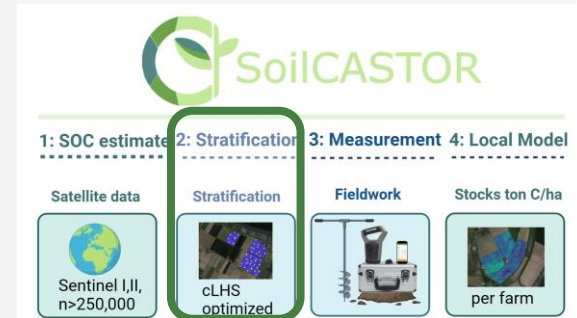 SoilCASTOR
1: SOC estimate 2: Stratification 3: Measurement 4: Local Model
Satellite data Stratification Fieldwork Stocks ton C/ha
Sentinel I,II,
n>250,000
cLHS
optimized
per farm